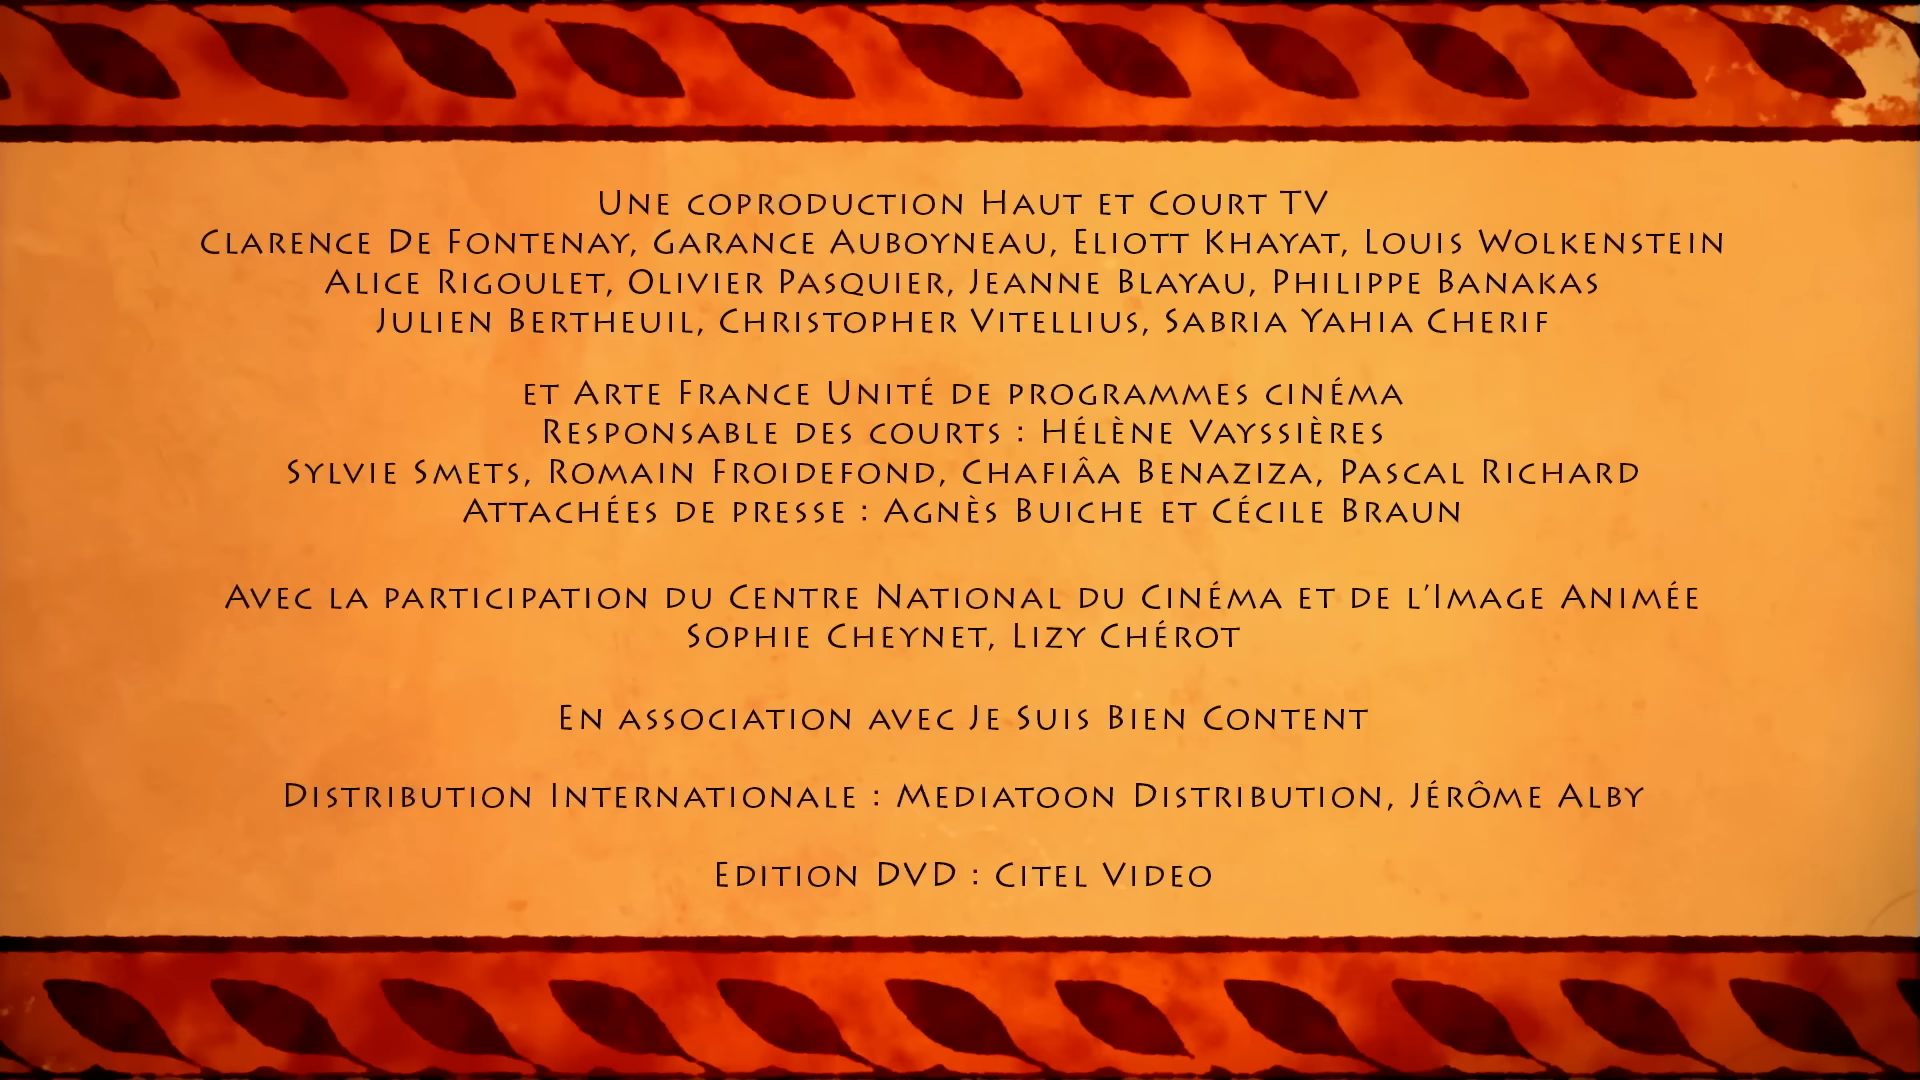 Une coproduction Haut et Court TV
Clarence De Fontenay, Garance Auboyneau, Eliott Khayat, Louis Wolkenstein
Alice Rigoulet, Olivier Pasquier, Jeanne Blayau, Philippe Banakas
Julien Bertheuil, Christopher Vitellius, Sabria Yahia Cherif
et Arte France Unité de programmes cinéma
Responsable des courts : Hélène Vayssières
Sylvie Smets, Romain Froidefond, Chafiâa Benaziza, Pascal Richard
Attachées de presse : Agnès Buiche et Cécile Braun
Avec la participation du Centre National du Cinéma et de l'Image Animée
Sophie Cheynet, Lizy Chérot
En association avec Je Suis Bien Content
Distribution Internationale : Mediatoon Distribution, Jérôme Alby
Edition DVD : Citel Video